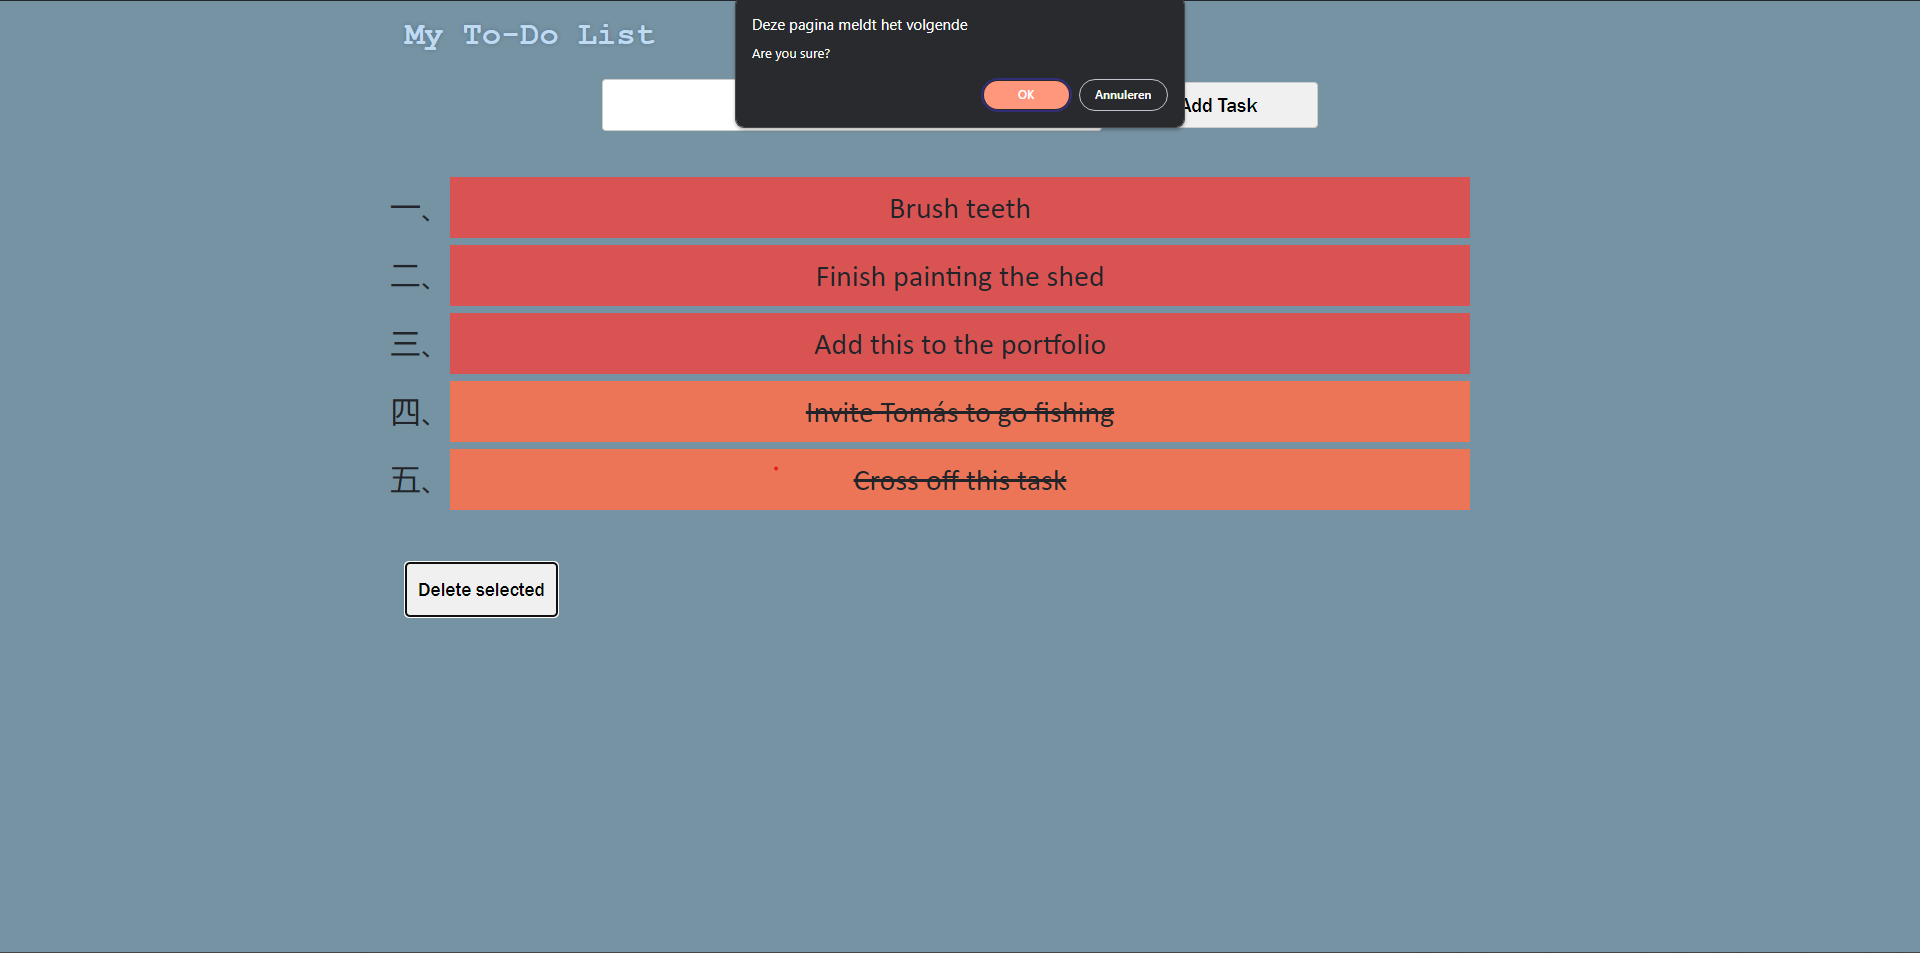 My To-Do List
Deze pagina meldt het volgende
Are you sure?
OK
Annuleren
Add Task
一、 Brush teeth
二、 Finish painting the shed
三、 Add this to the portfolio
四、 Invite Tomás to go fishing
五、 Cross off this task
Delete selected